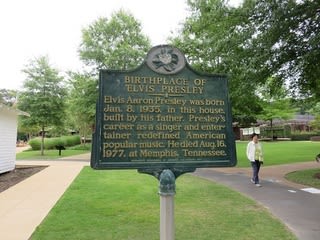 BIRTHPLACE OF
ELVIS PRESLEY
Elvis Aaron Presley was born
Jan. 8, 1935, in this house,
built by his father. Presley's
career as a singer and enter-
tainer redefined American
popular music. He died Aug. 16,
1977, at Memphis, Tennessee.